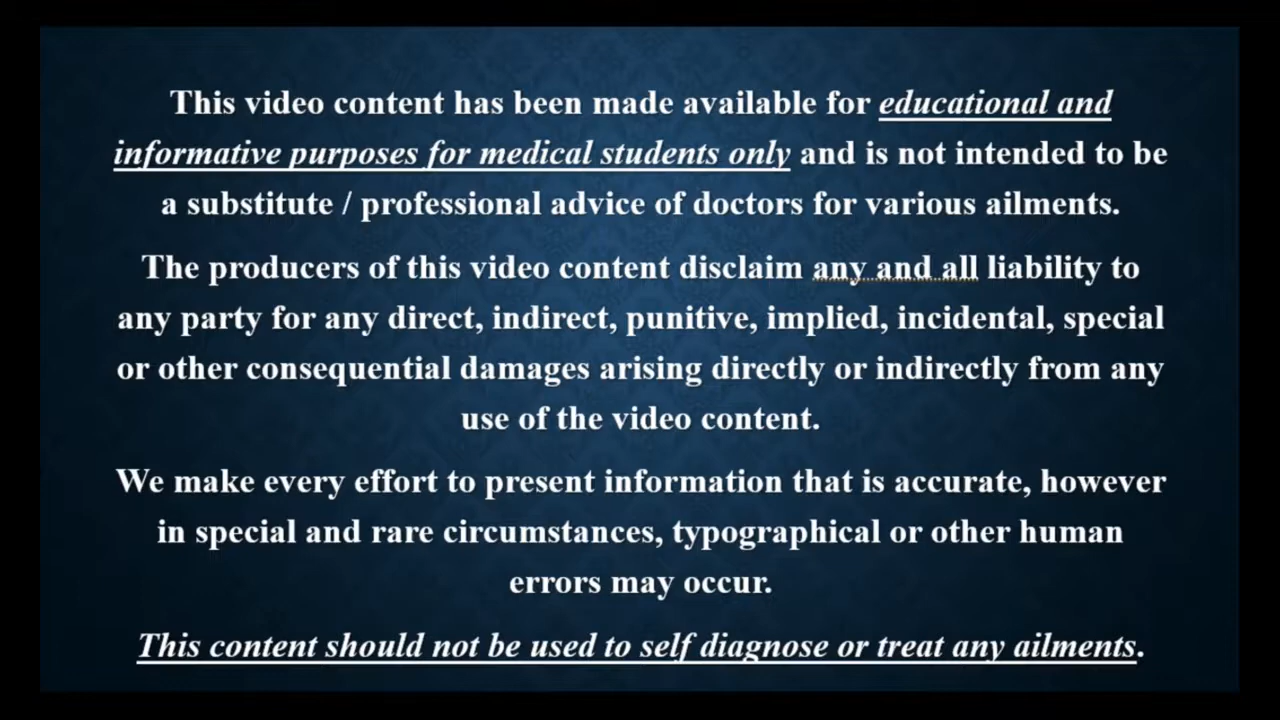 This video content has been made available for educational and
informative purposes for medical students only and is not intended to be
a substitute / professional advice of doctors for various ailments.
The producers of this video content disclaim any and all liability to
any party for any direct, indirect, punitive, implied, incidental, special
or other consequential damages arising directly or indirectly from any
use of the video content.
We make every effort to present information that is accurate, however
in special and rare circumstances, typographical or other human
errors may occur.
This content should not be used to self diagnose or treat any ailments.